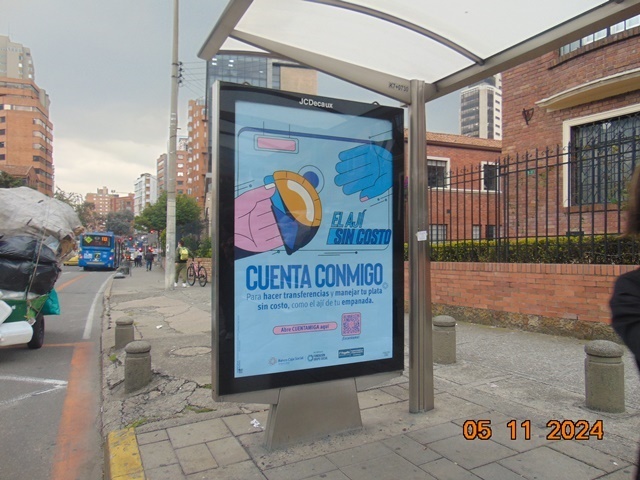 JCDecaux
EL AJÍ
SIN COSTO
CUENTA CONMIGO
Para hacer transferencias y manejar tu plata
sin costo, como el ají de tu empanada.
Abre CUENTAMIGA aquí
05 11 2024